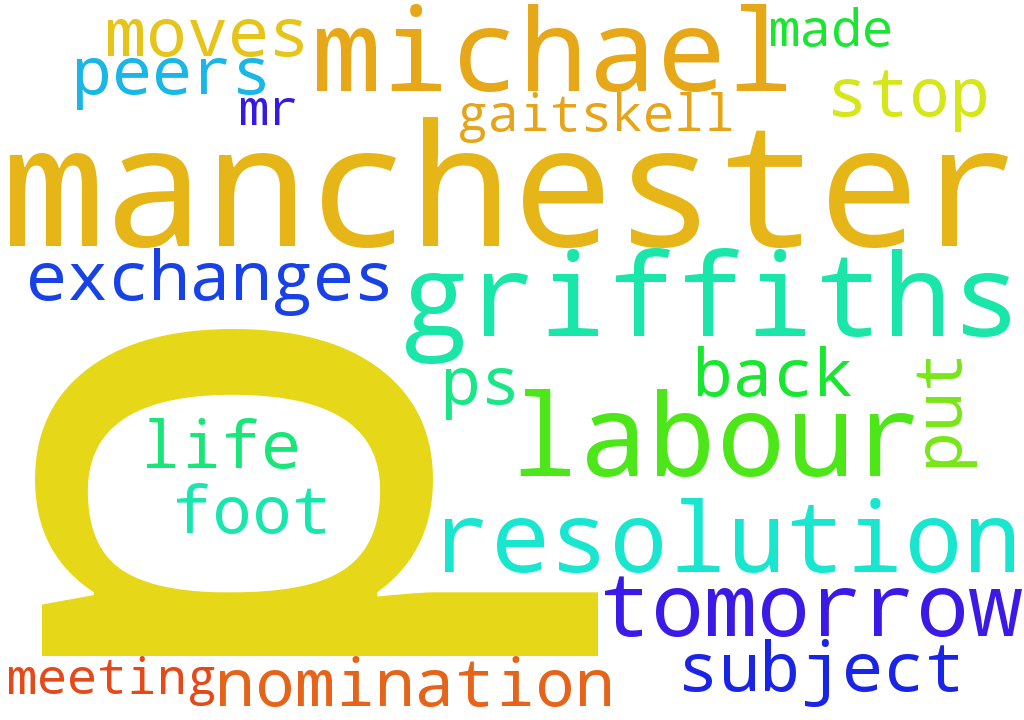 moves
michael
made
peers
mr
gaitskell
stop
manchester
exchanges
griffiths
ps
back
put
life
labour
foot
p
resolution
tomorrow
meeting
nomination
subject